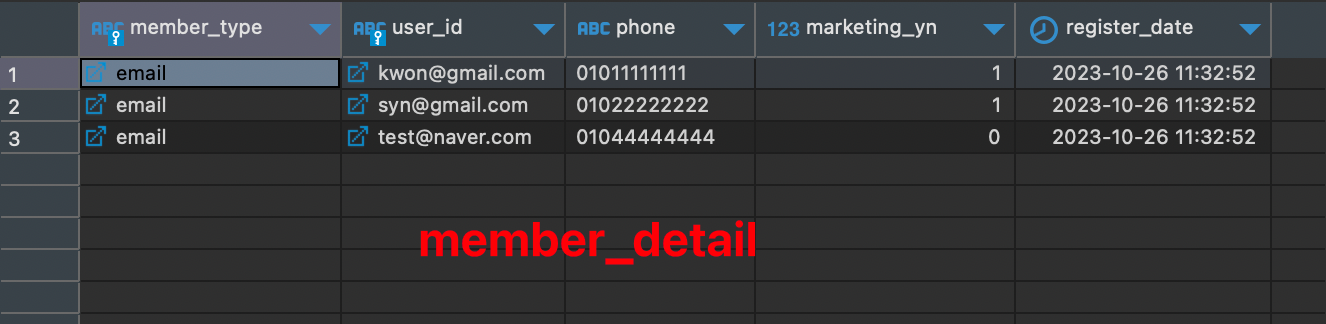 ABC member_type ABC user_id ABC phone 123 marketing_yn register_date
1 email kwon@gmail.com 01011111111 1 2023-10-26 11:32:52
2 email syn@gmail.com 01022222222 1 2023-10-26 11:32:52
3 email test@naver.com 01044444444 0 2023-10-26 11:32:52
member_detail